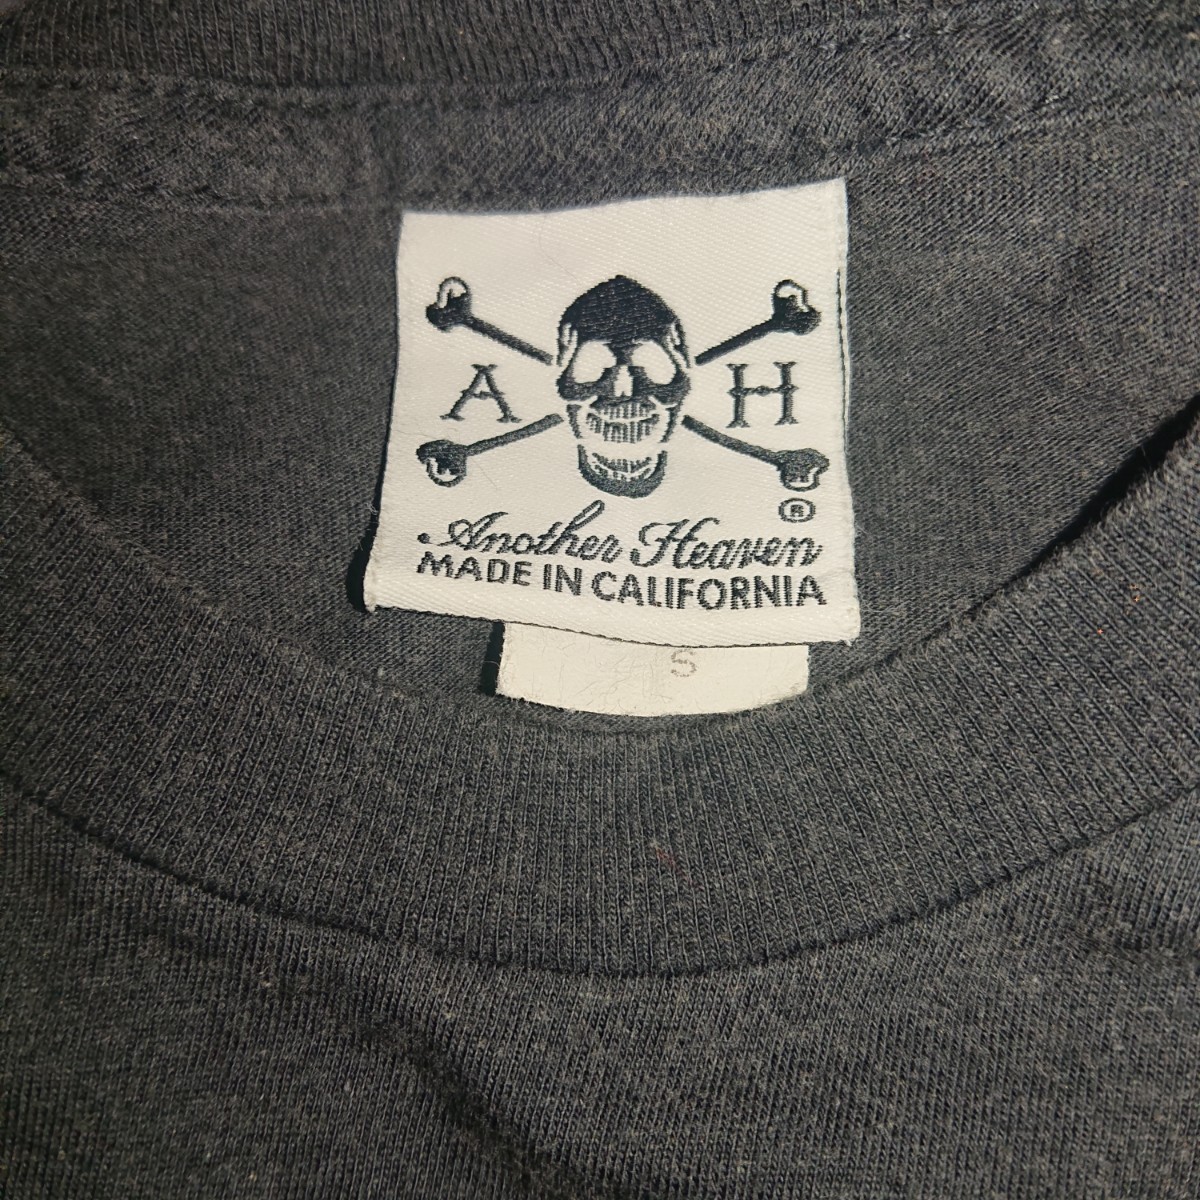 A H
®
Another Heaven
MADE IN CALIFORNIA
S